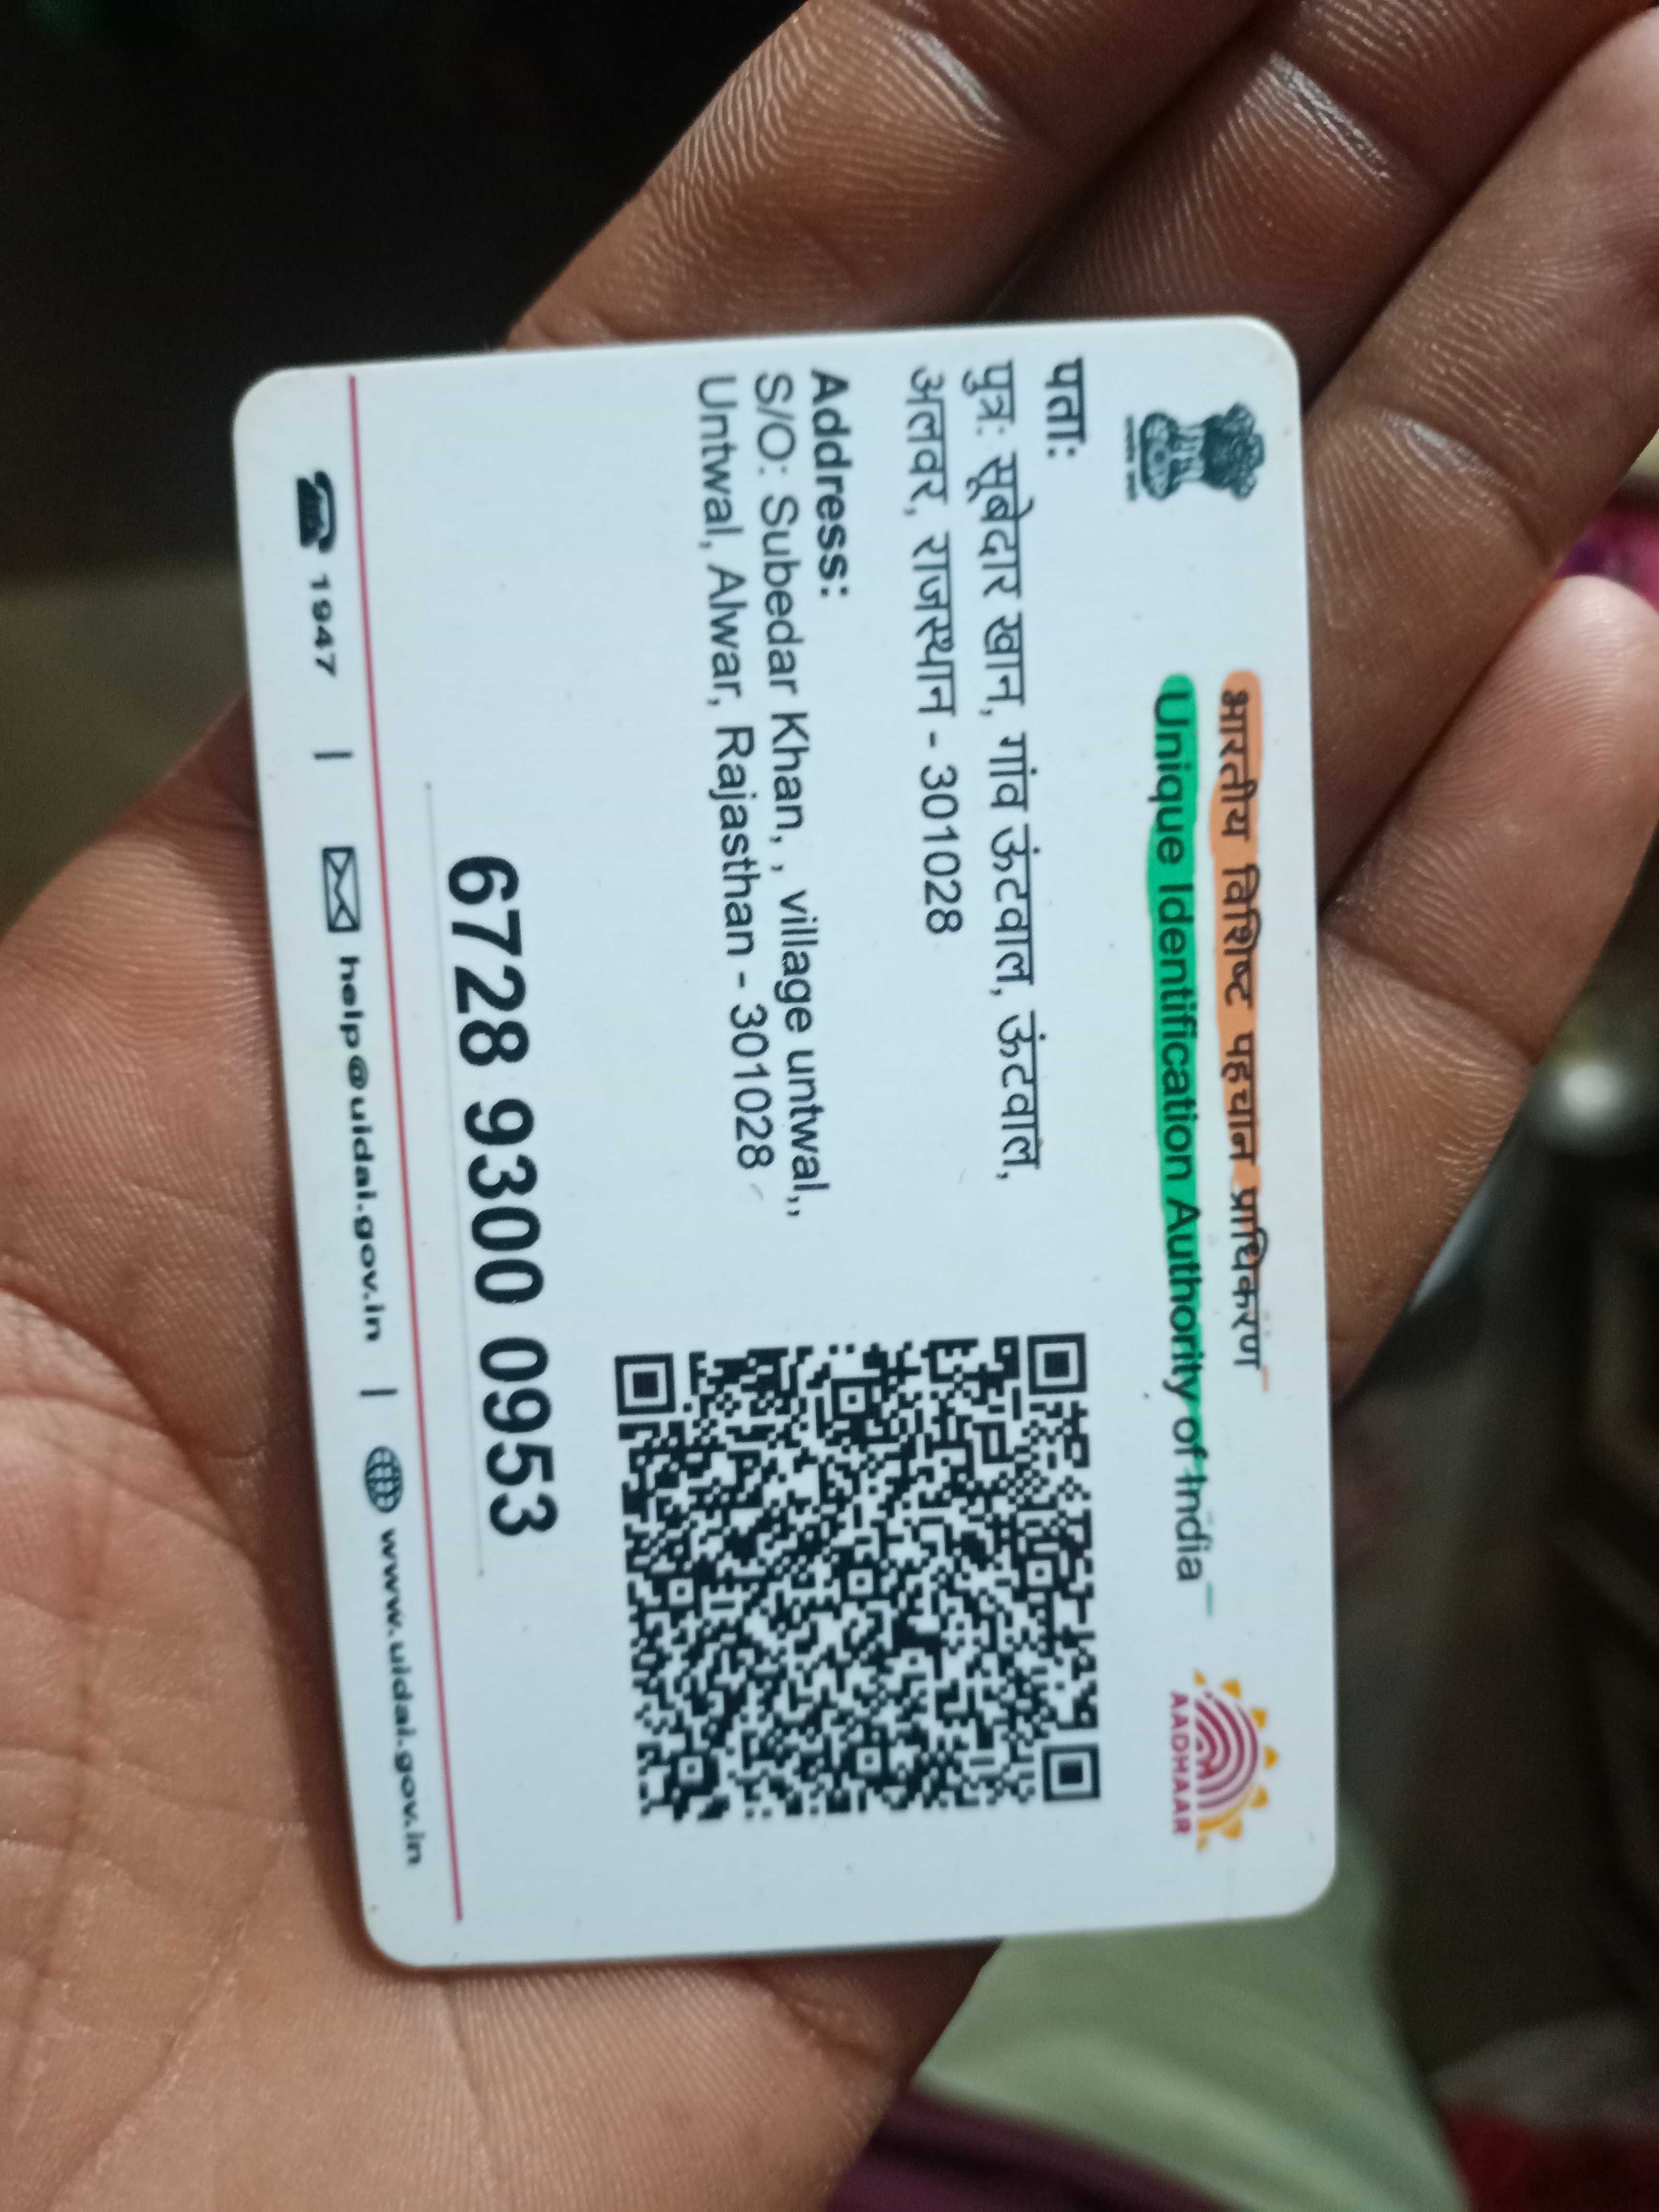 भारतीय विशिष्ट पहचान प्राधिकरण
Unique Identification Authority of India
AADHAAR
पताः
पुत्रः सूबेदार खान, गांव ऊंटवाल, ऊंटवाल,
अलवर, राजस्थान - 301028
Address:
S/O: Subedar Khan, , village untwal,,
Untwal, Alwar, Rajasthan - 301028
6728 9300 0953
1947 | help@uidai.gov.in | www.uidai.gov.in